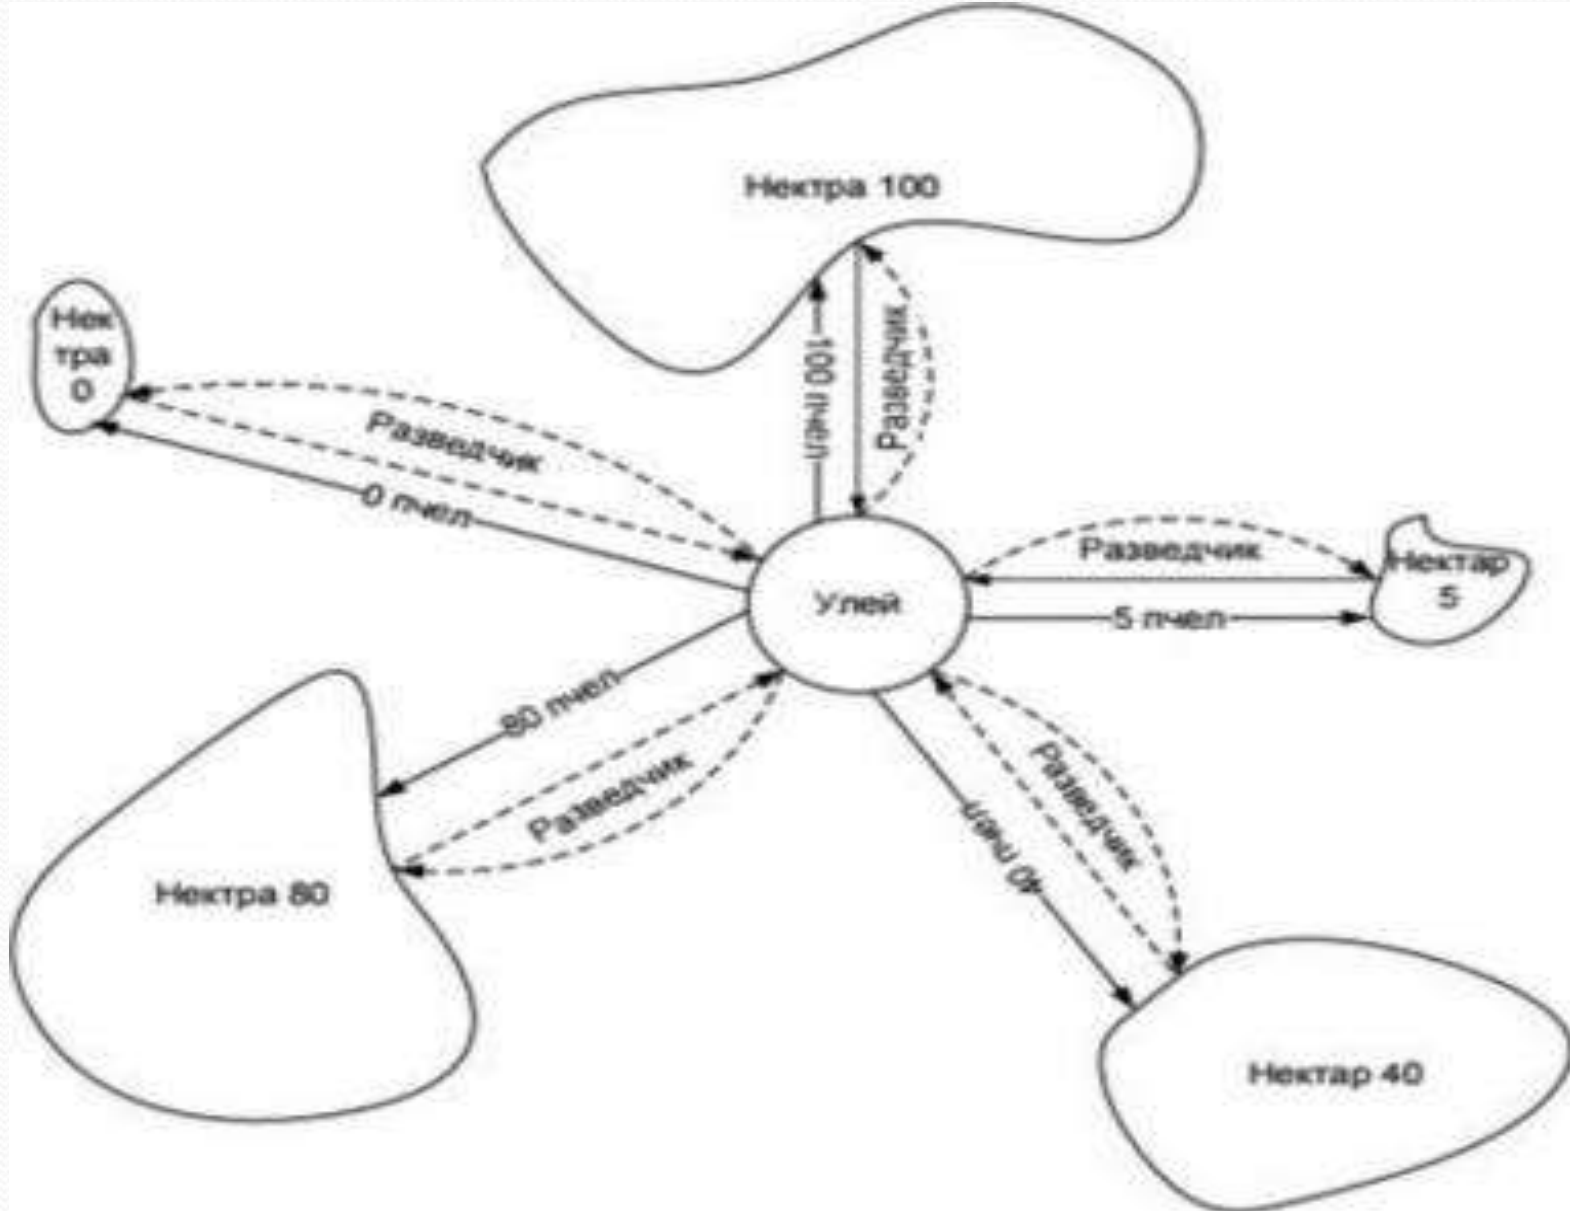 Нектра 100
Нек
тра
0
Разведчик
0 пчел
100 пчел
Разведчик
Разведчик
Нектар
5
5 пчел
Улей
80 пчел
Разведчик
Разведчик
40 пчел
Нектра 80
Нектар 40